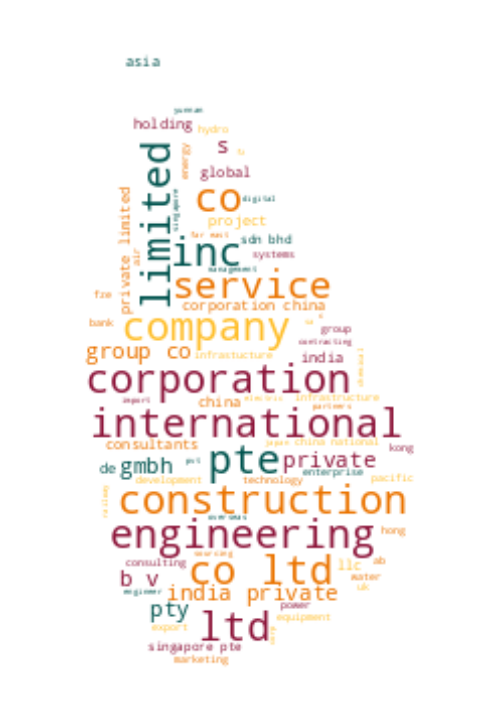 asia
yunnan
holding
hydro
s
limited
energy
global
private limited
singapore
co
digital
project
far east
sdn bhd
inc
air
systems
management
service
fze
corporation china
bank
company
group
contracting
group co
infrastucture
india
chemical
corporation
import
china
electric
infrastructure
partners
international
consultants
japan
china national
kong
de
gmbh
pvt
pte
private
enterprise
development
technology
pacific
railway
construction
overseas
engineering
hong
sourcing
consulting
co ltd
llc
ab
b v
water
engineer
india private
uk
pty
power
export
equipment
ltd
singapore pte
marketing